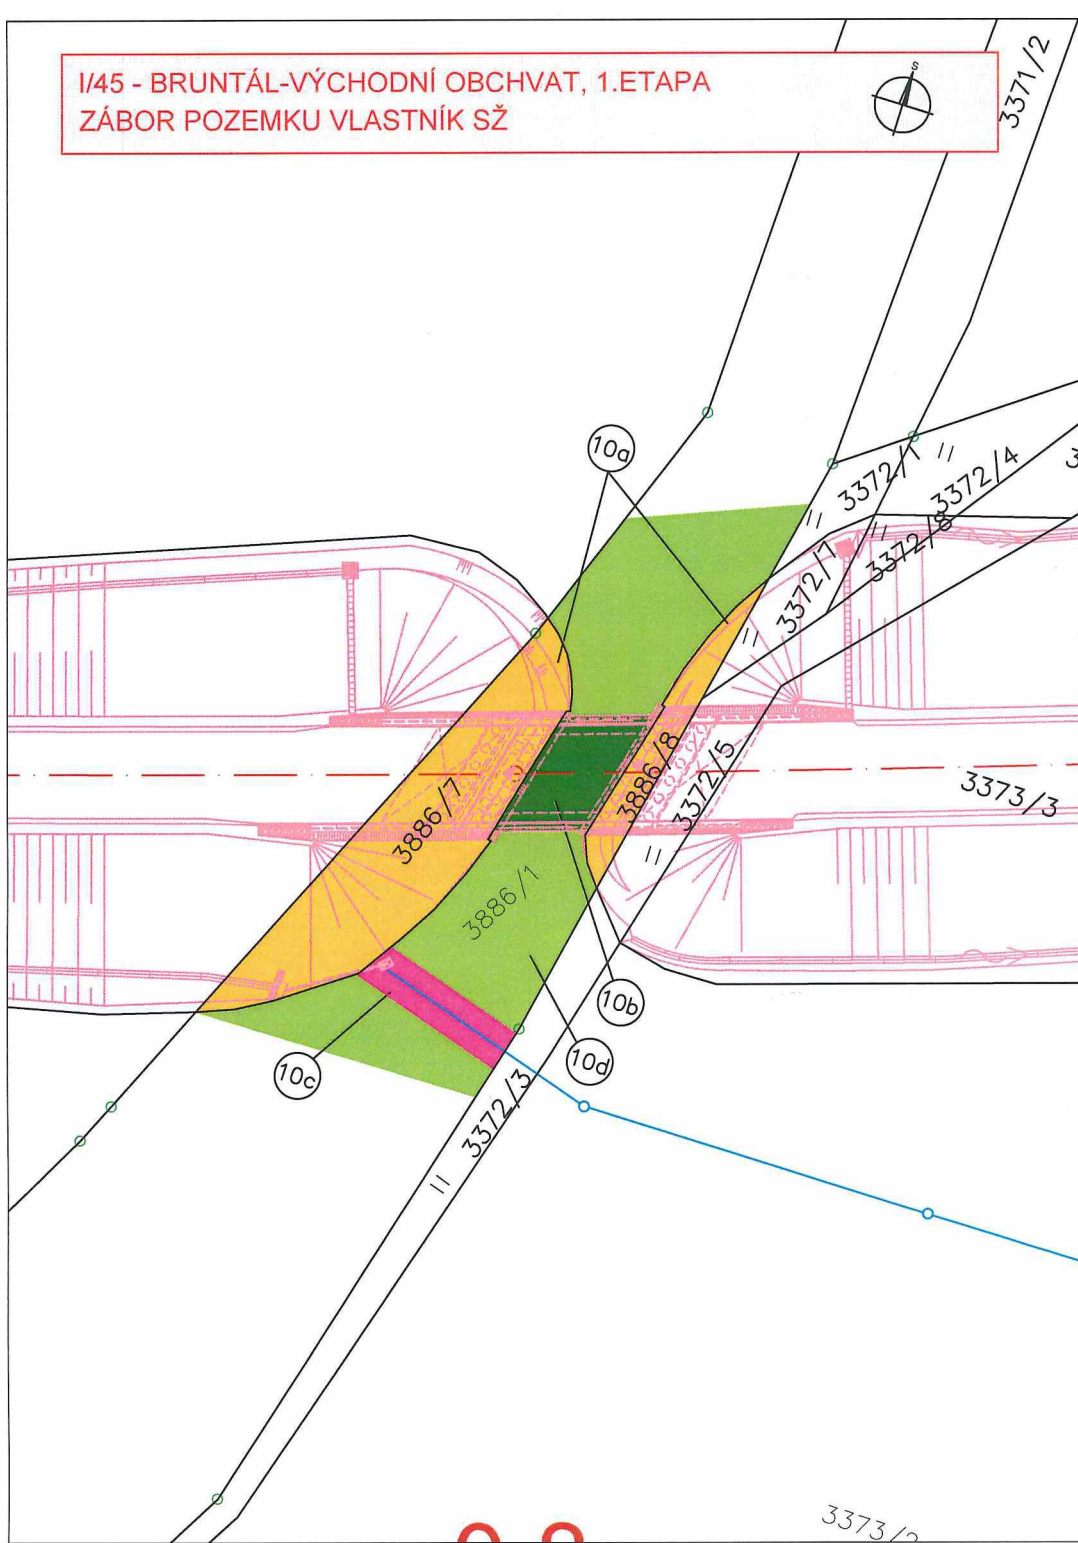 I/45 - BRUNTÁL-VÝCHODNÍ OBCHVAT, 1.ETAPA
ZÁBOR POZEMKU VLASTNÍK SŽ
S
3371/2
10a
3372/1
3372/4
3372/8
3372/7
3886/8
3372/5
3373/3
3886/7
3886/1
10b
10d
10c
3372/3